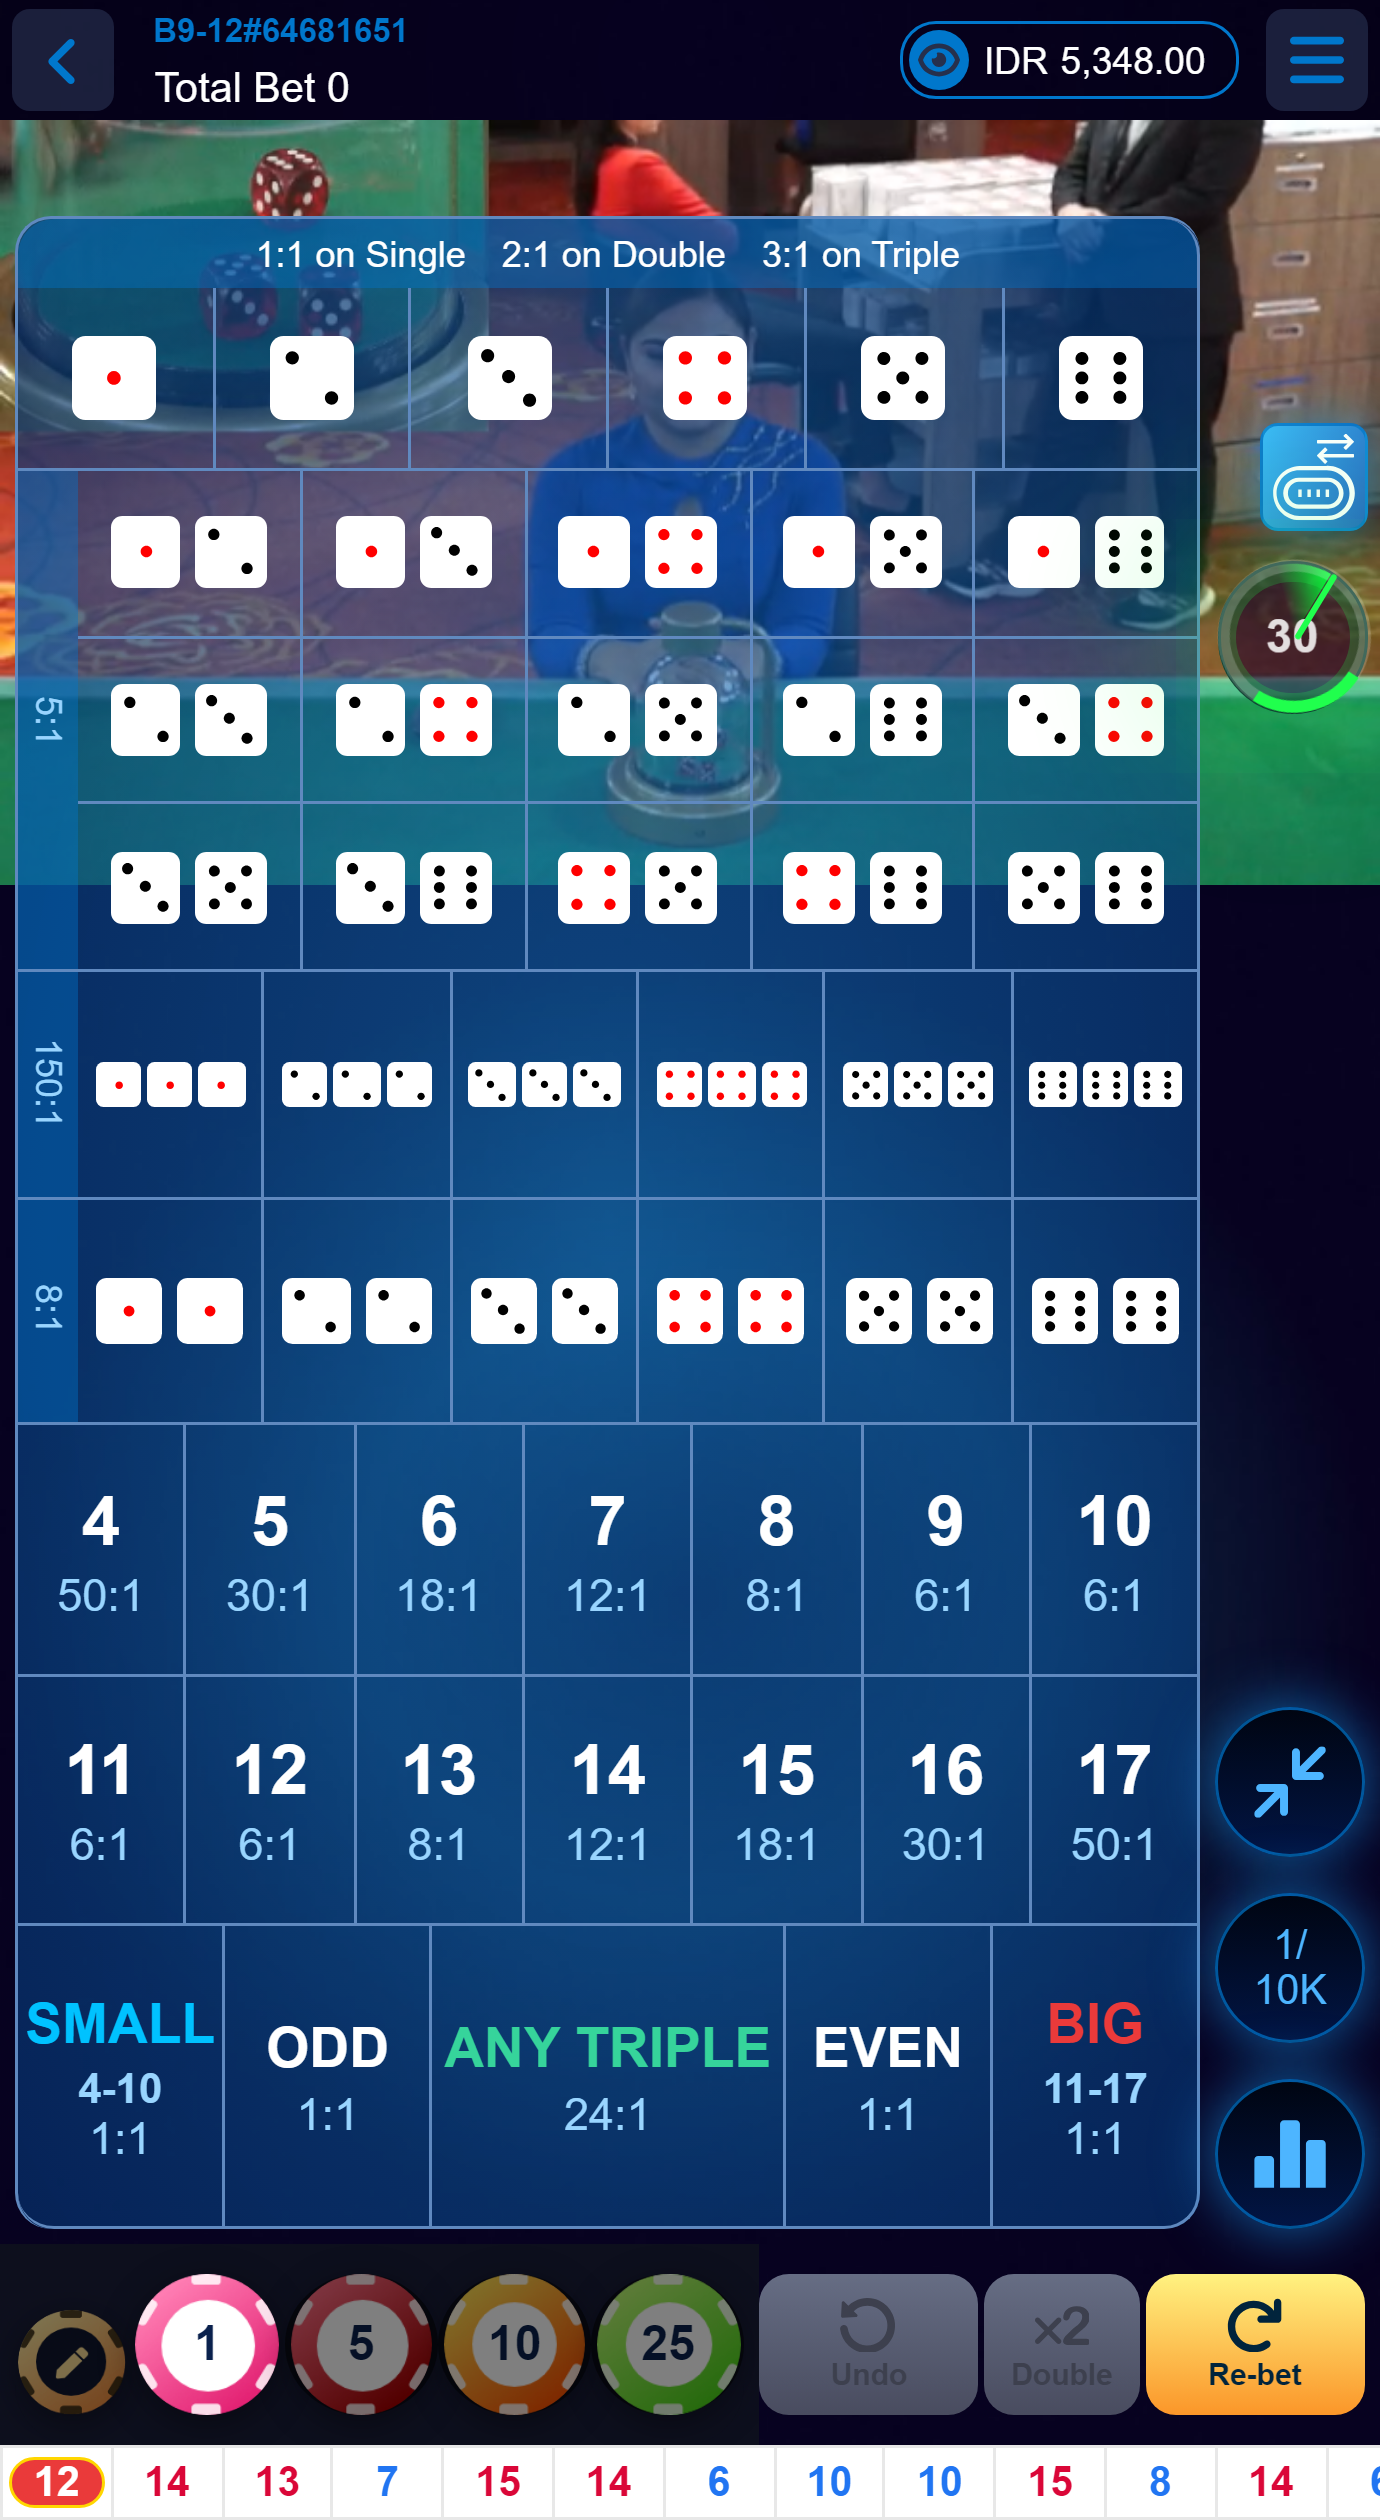 B9-12#64681651
Total Bet 0
IDR 5,348.00
1:1 on Single 2:1 on Double 3:1 on Triple
30
5:1
150:1
8:1
4 5 6 7 8 9 10
50:1 30:1 18:1 12:1 8:1 6:1 6:1
11 12 13 14 15 16 17
6:1 6:1 8:1 12:1 18:1 30:1 50:1
SMALL
4-10
1:1
ODD
1:1
ANY TRIPLE
24:1
EVEN
1:1
BIG
11-17
1:1
1/
10K
1 5 10 25
Undo
x2
Double
Re-bet
12 14 13 7 15 14 6 10 10 15 8 14